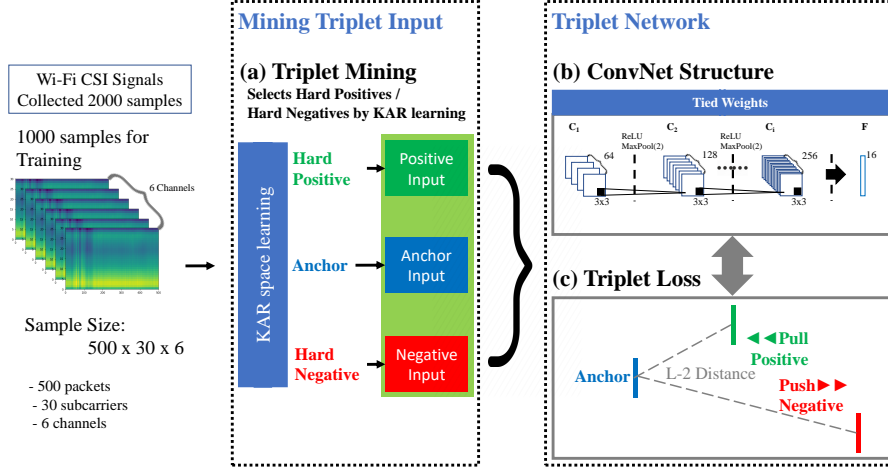 Wi-Fi CSI Signals
Collected 2000 samples
1000 samples for
Training
6 Channels
Sample Size:
500 x 30 x 6
- 500 packets
- 30 subcarriers
- 6 channels
Mining Triplet Input
(a) Triplet Mining
Selects Hard Positives /
Hard Negatives by KAR learning
KAR space learning
Hard
Positive
Positive
Input
Anchor
Anchor
Input
Hard
Negative
Negative
Input
Triplet Network
(b) ConvNet Structure
Tied Weights
C1
ReLU
MaxPool(2)
C2
ReLU
MaxPool(2)
Ci
F
64
128
256
16
3x3
3x3
3x3
(c) Triplet Loss
Pull
Positive
Anchor
L-2 Distance
Push
Negative